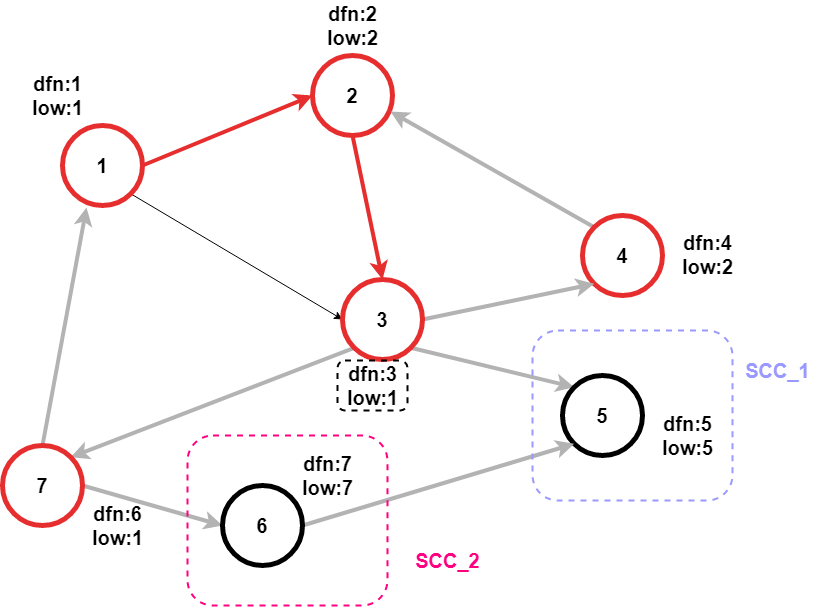 dfn:2
low:2
2
dfn:1
low:1
1
4
dfn:4
low:2
3
dfn:3
low:1
SCC_1
5
dfn:5
low:5
7
dfn:6
low:1
dfn:7
low:7
6
SCC_2